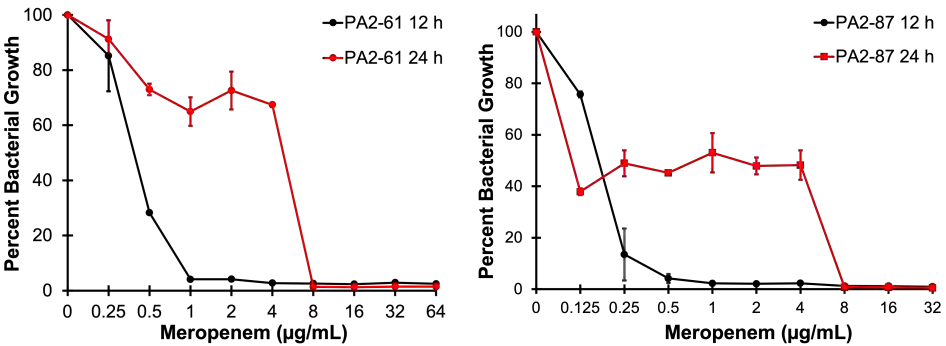 PA2-61 12 h
PA2-61 24 h
Percent Bacterial Growth
100
80
60
40
20
0
0 0.25 0.5 1 2 4 8 16 32 64
Meropenem (µg/mL)
PA2-87 12 h
PA2-87 24 h
Percent Bacterial Growth
100
80
60
40
20
0
0 0.125 0.25 0.5 1 2 4 8 16 32
Meropenem (µg/mL)